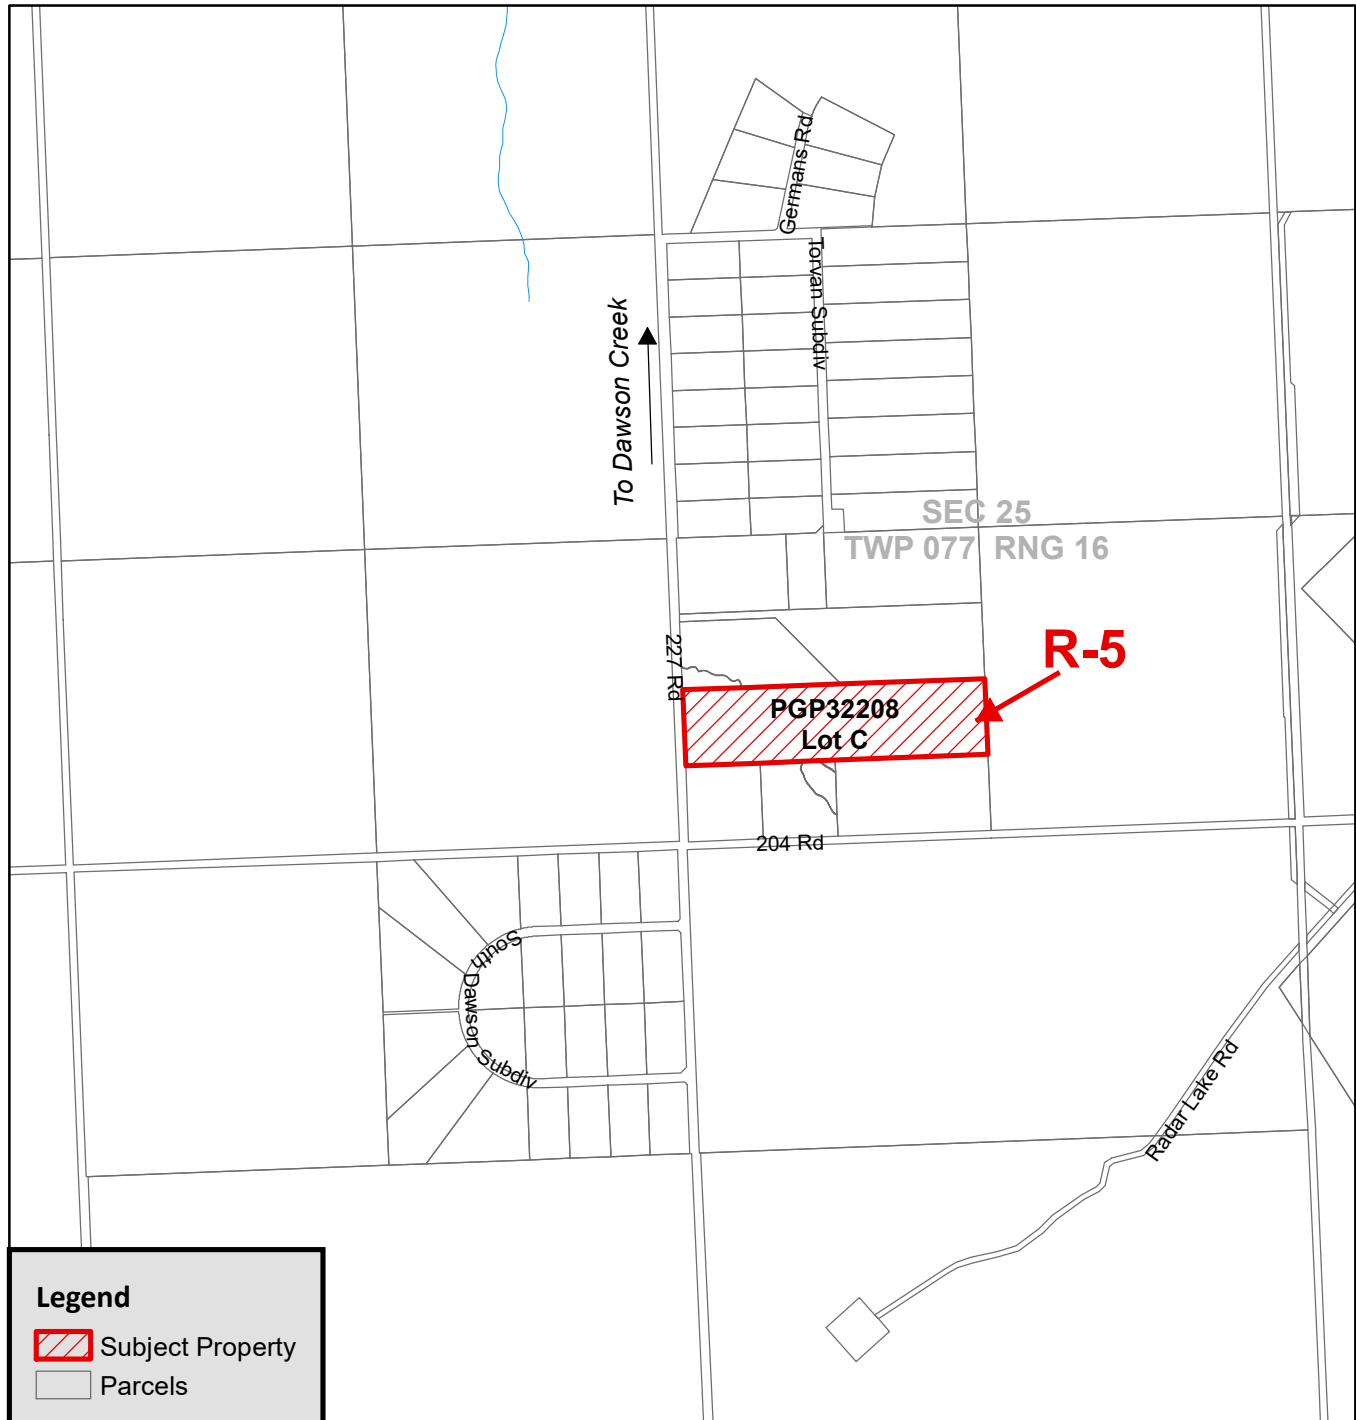 Germans Rd
Torvan Subdiv
To Dawson Creek
SEC 25
TWP 077 RNG 16
227 Rd
R-5
PGP32208
Lot C
204 Rd
South
Dawson
Subdiv
Radar Lake Rd
Legend
Subject Property
Parcels